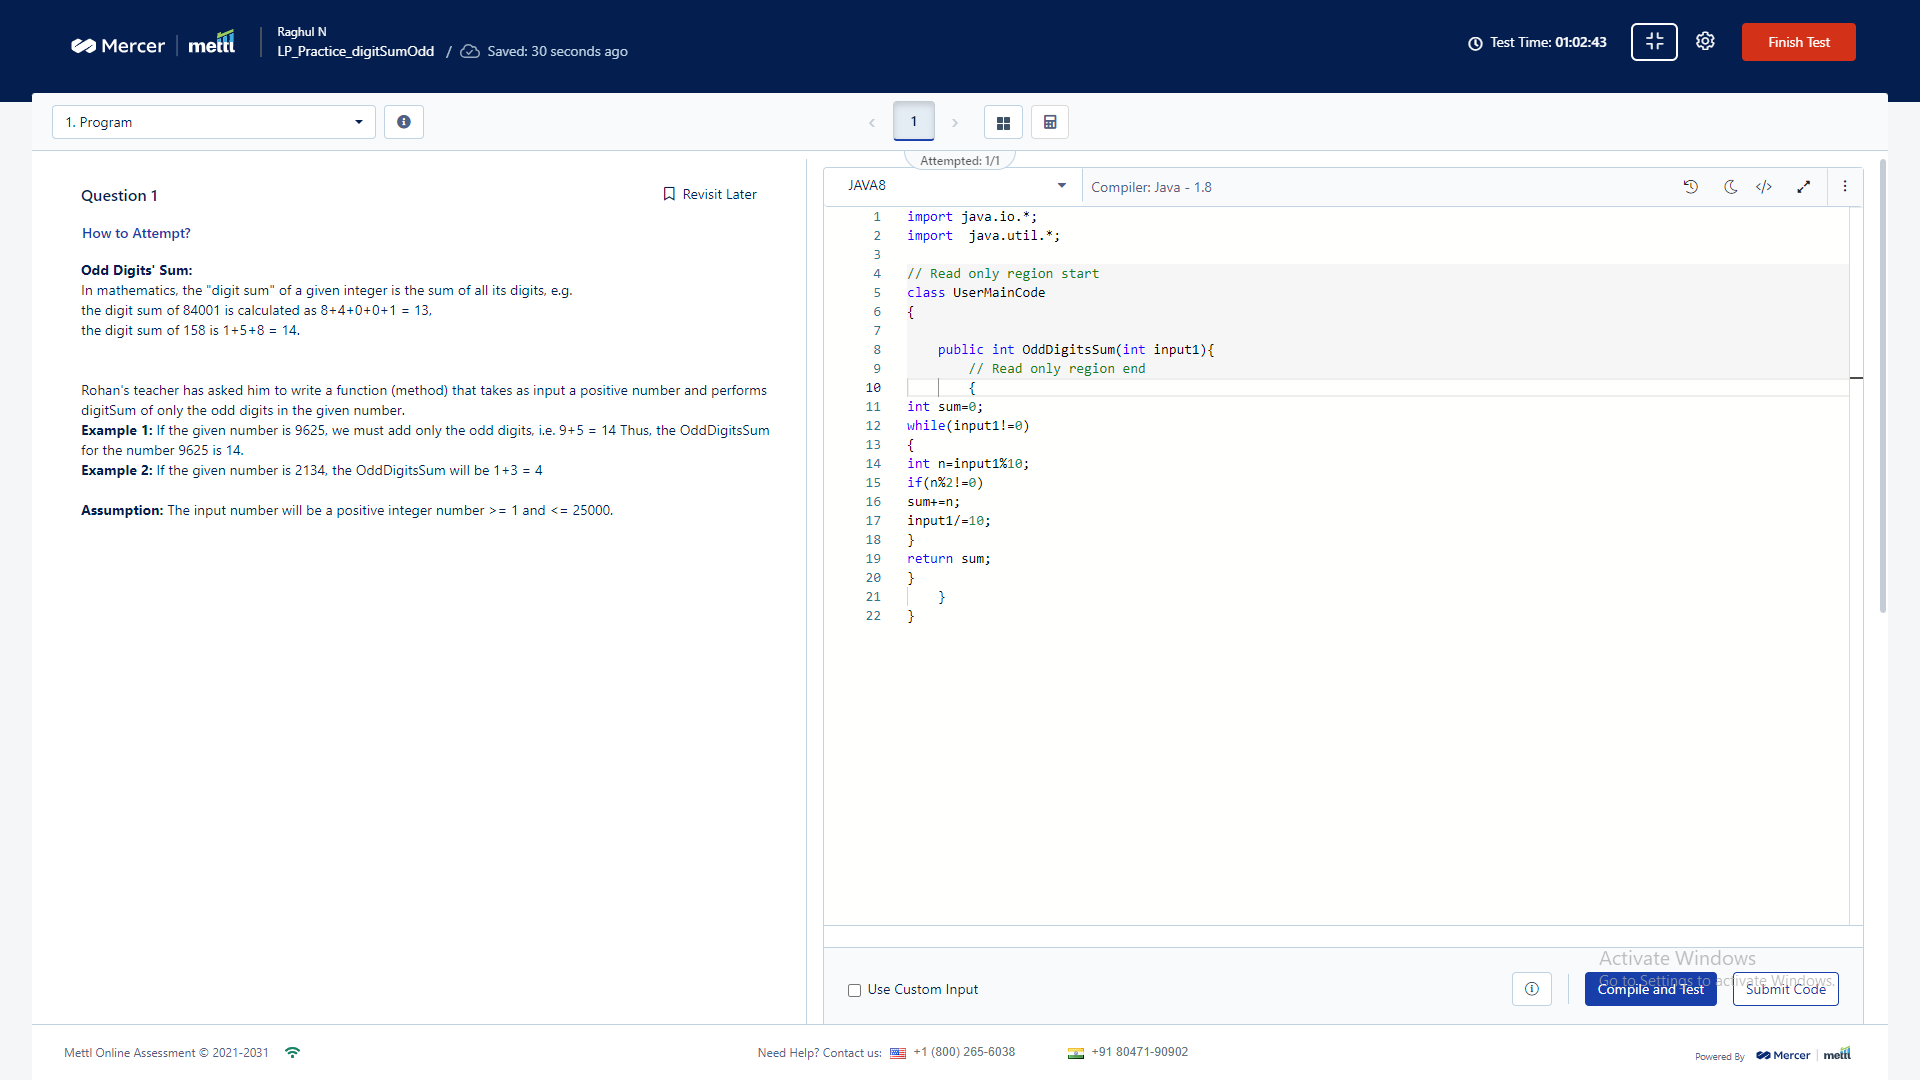 Mercer
mettl
Raghul N
LP_Practice_digitSumOdd / Saved: 30 seconds ago
Test Time: 01:02:43
Finish Test
1. Program
1
Attempted: 1/1
Question 1
Revisit Later
How to Attempt?
Odd Digits' Sum:
In mathematics, the "digit sum" of a given integer is the sum of all its digits, e.g.
the digit sum of 84001 is calculated as 8+4+0+0+1 = 13,
the digit sum of 158 is 1+5+8 = 14.
Rohan's teacher has asked him to write a function (method) that takes as input a positive number and performs
digitSum of only the odd digits in the given number.
Example 1: If the given number is 9625, we must add only the odd digits, i.e. 9+5 = 14 Thus, the OddDigitsSum
for the number 9625 is 14.
Example 2: If the given number is 2134, the OddDigitsSum will be 1+3 = 4
Assumption: The input number will be a positive integer number >= 1 and <= 25000.
JAVA8
Compiler: Java - 1.8
1 import java.io.*;
2 import  java.util.*;
3
4 // Read only region start
5 class UserMainCode
6 {
7
8     public int OddDigitsSum(int input1){
9         // Read only region end
10         {
11 int sum=0;
12 while(input1!=0)
13 {
14 int n=input1%10;
15 if(n%2!=0)
16 sum+=n;
17 input1/=10;
18 }
19 return sum;
20 }
21     }
22 }
Activate Windows
Go to Settings to activate Windows.
Use Custom Input
Compile and Test
Submit Code
Mettl Online Assessment © 2021-2031
Need Help? Contact us: +1 (800) 265-6038
+91 80471-90902
Powered By Mercer mettl